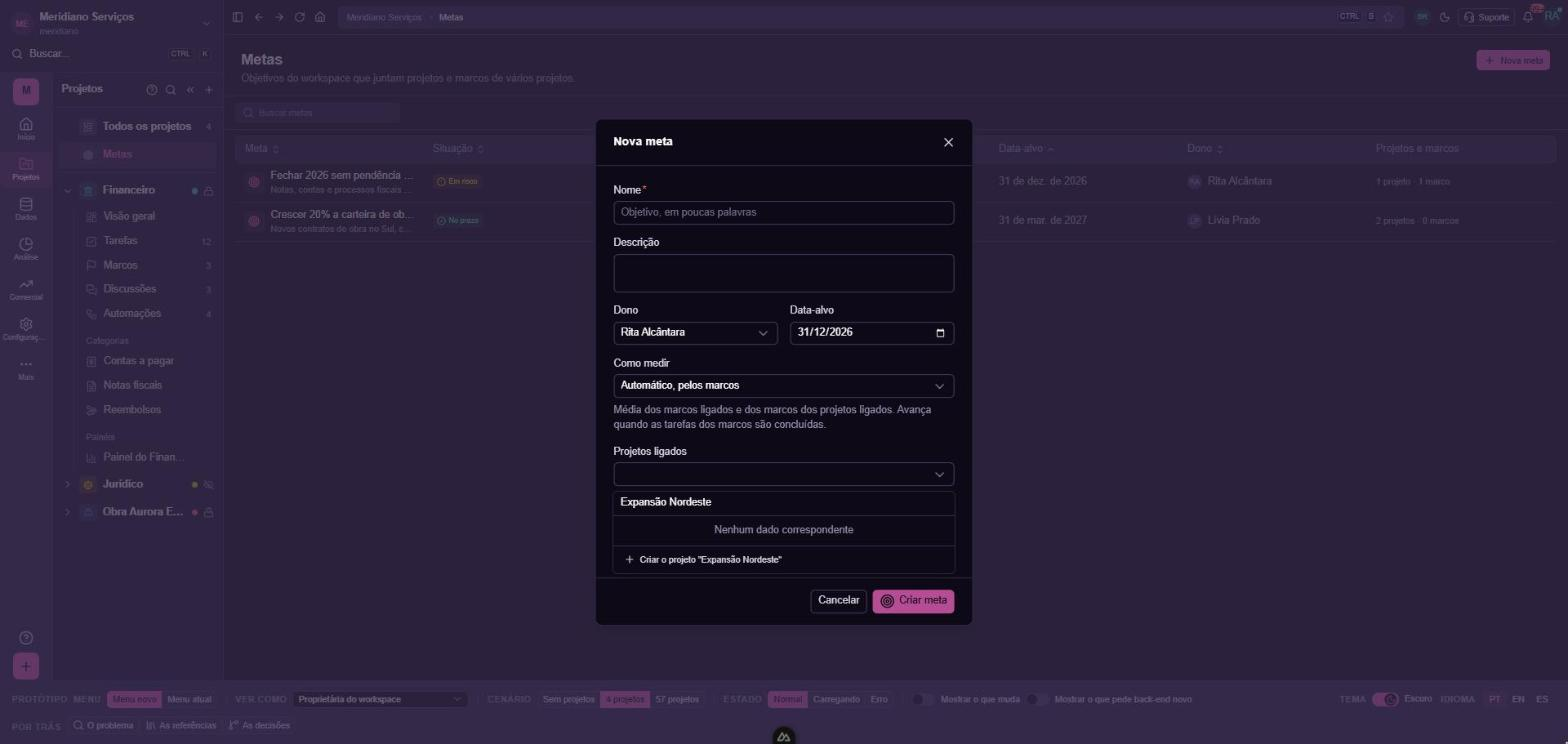 ME
Meridiano Serviços
meridiano
Meridiano Serviços
Metas
CTRL
B
BR
Suporte
RA
Buscar...
CTRL
K
M
Início
Projetos
Dados
Análise
Comercial
Configuraç...
Mais
Projetos
Todos os projetos
4
Metas
Financeiro
Visão geral
Tarefas
12
Marcos
3
Discussões
3
Automações
4
Categorias
Contas a pagar
Notas fiscais
Reembolsos
Painéis
Painel do Finan...
Jurídico
Obra Aurora E...
Metas
Objetivos do workspace que juntam projetos e marcos de vários projetos.
Nova meta
Buscar metas
Meta
Situação
Data-alvo
Dono
Projetos e marcos
Fechar 2026 sem pendência ...
Notas, contas e processos fiscais ...
Em risco
31 de dez. de 2026
RA
Rita Alcântara
1 projeto · 1 marco
Crescer 20% a carteira de ob...
Novos contratos de obra no Sul, c...
No prazo
31 de mar. de 2027
LP
Lívia Prado
2 projetos · 0 marcos
Nova meta
Nome*
Objetivo, em poucas palavras
Descrição
Dono
Data-alvo
Rita Alcântara
31/12/2026
Como medir
Automático, pelos marcos
Média dos marcos ligados e dos marcos dos projetos ligados. Avança
quando as tarefas dos marcos são concluídas.
Projetos ligados
Expansão Nordeste
Nenhum dado correspondente
Criar o projeto "Expansão Nordeste"
Cancelar
Criar meta
PROTÓTIPO
MENU
Menu novo
Menu atual
VER COMO
Proprietária do workspace
CENÁRIO
Sem projetos
4 projetos
57 projetos
ESTADO
Normal
Carregando
Erro
Mostrar o que muda
Mostrar o que pede back-end novo
TEMA
Escuro
IDIOMA
PT
EN
ES
POR TRÁS
O problema
As referências
As decisões